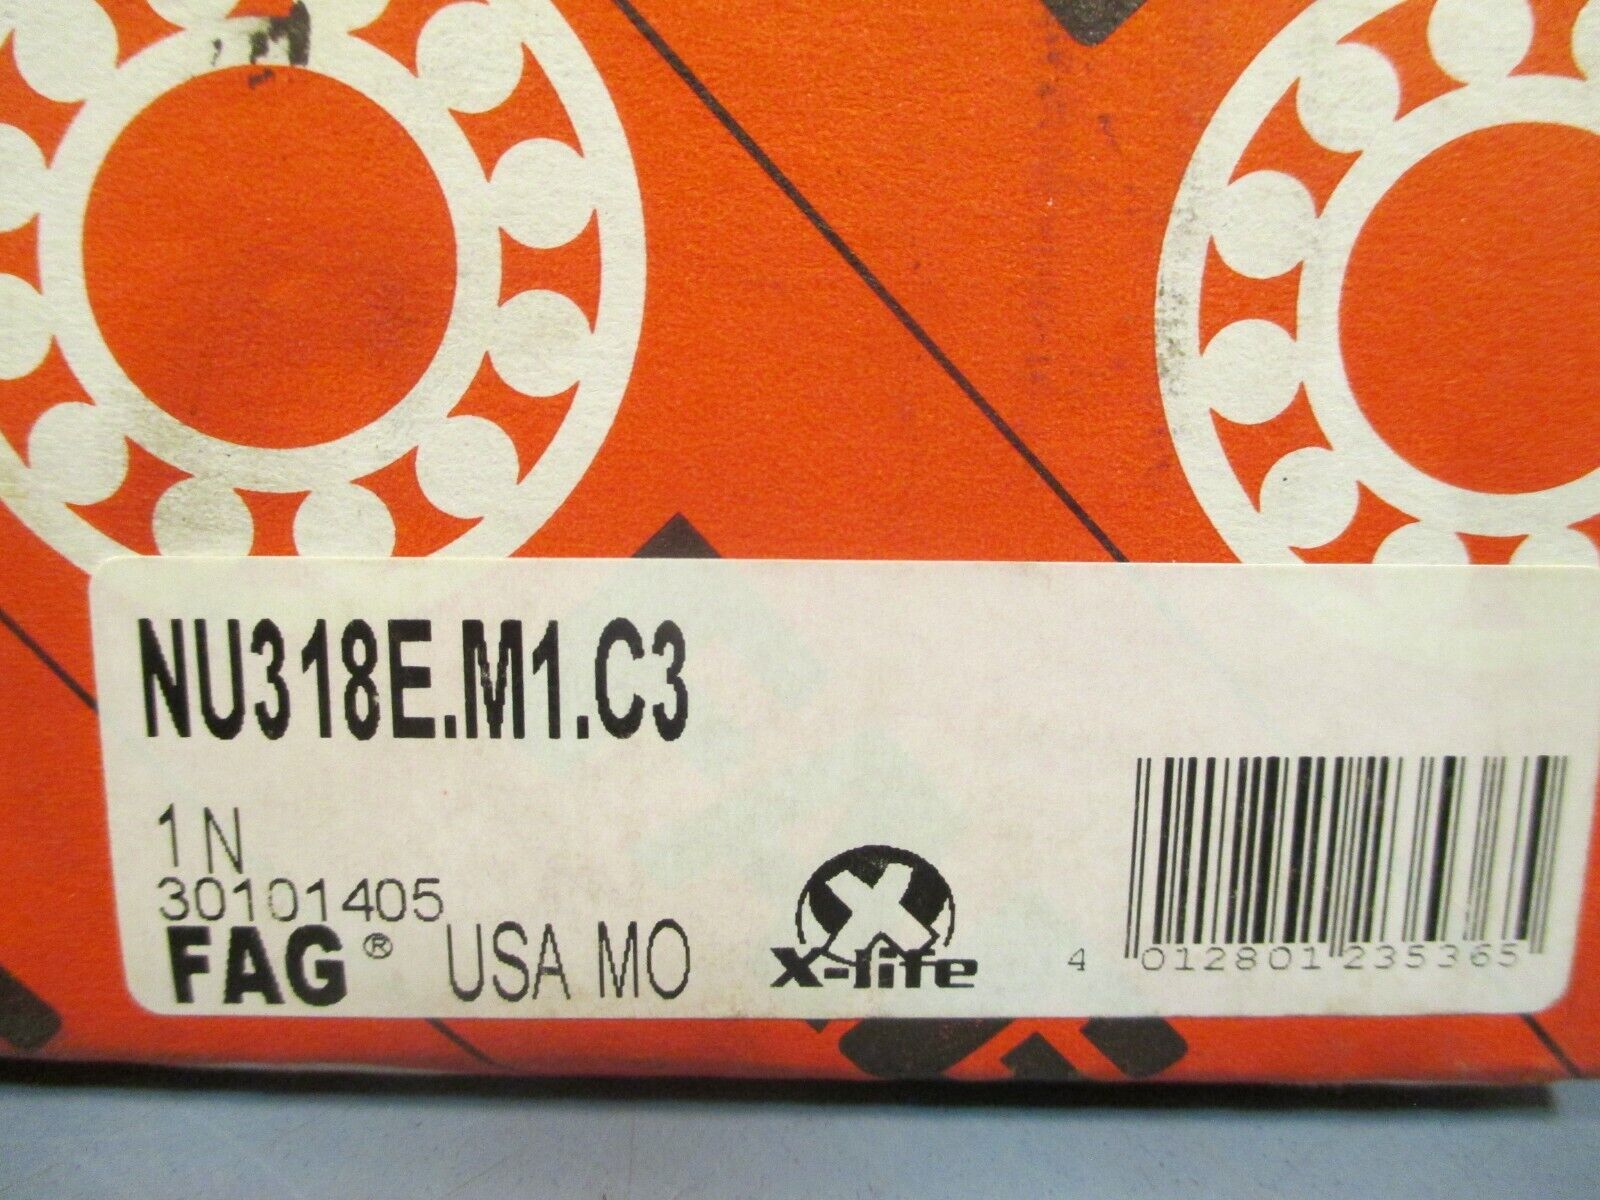 NU318E.M1.C3
1 N
30101405
FAG® USA MO
X-life
4 012801 235365